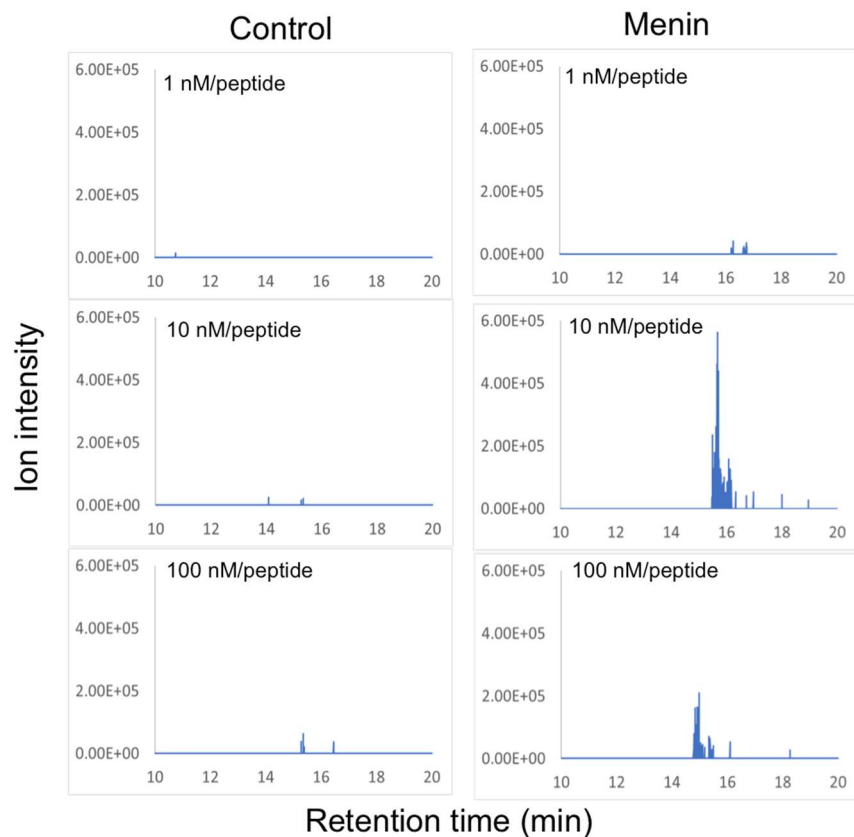 Control
Menin
6.00E+05
1 nM/peptide
4.00E+05
2.00E+05
0.00E+00
10 12 14 16 18 20
6.00E+05
1 nM/peptide
4.00E+05
2.00E+05
0.00E+00
10 12 14 16 18 20
Ion intensity
6.00E+05
10 nM/peptide
4.00E+05
2.00E+05
0.00E+00
10 12 14 16 18 20
6.00E+05
10 nM/peptide
4.00E+05
2.00E+05
0.00E+00
10 12 14 16 18 20
6.00E+05
100 nM/peptide
4.00E+05
2.00E+05
0.00E+00
10 12 14 16 18 20
6.00E+05
100 nM/peptide
4.00E+05
2.00E+05
0.00E+00
10 12 14 16 18 20
Retention time (min)